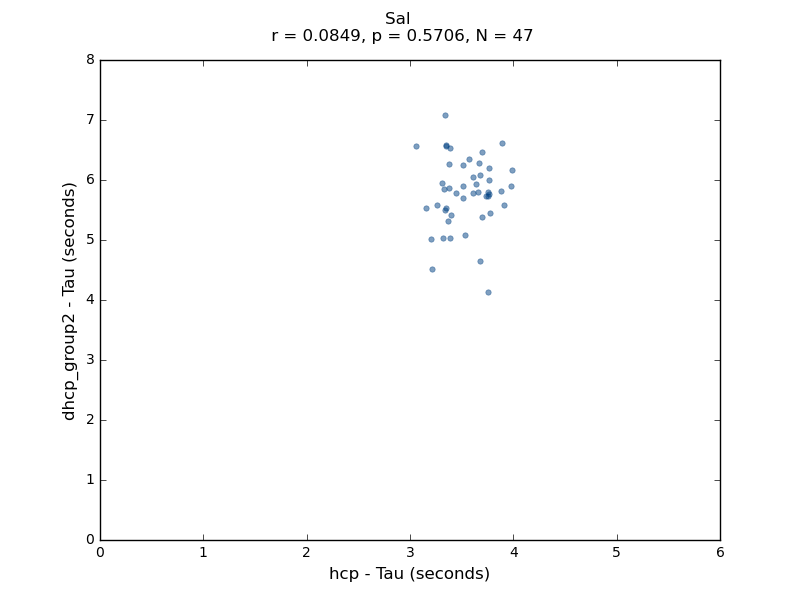 Sal
r = 0.0849, p = 0.5706, N = 47
8
7
6
5
4
3
2
1
0
dhcp_group2 - Tau (seconds)
0 1 2 3 4 5 6
hcp - Tau (seconds)